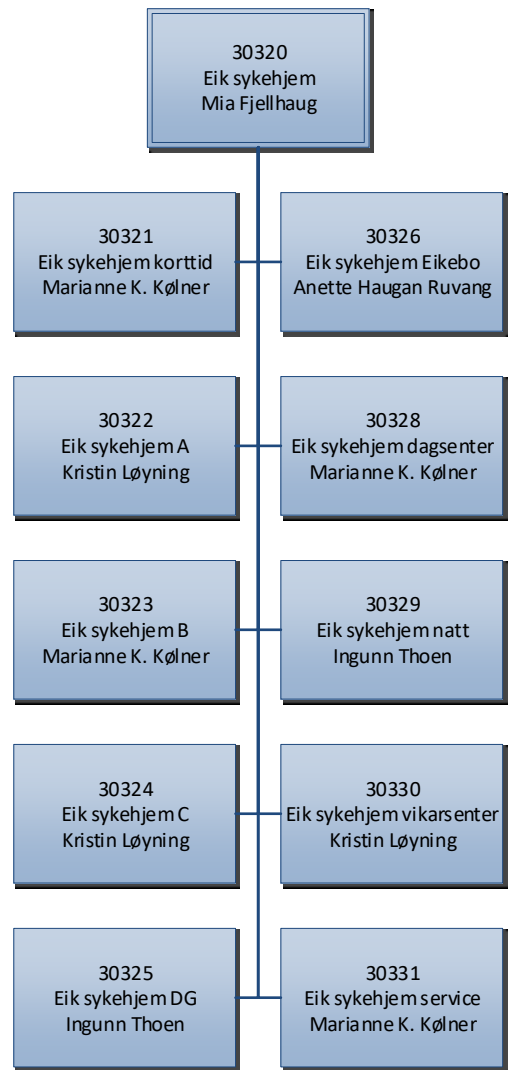 30320
Eik sykehjem
Mia Fjellhaug
30321
Eik sykehjem korttid
Marianne K. Kølner
30326
Eik sykehjem Eikebo
Anette Haugan Ruvang
30322
Eik sykehjem A
Kristin Løyning
30328
Eik sykehjem dagsenter
Marianne K. Kølner
30323
Eik sykehjem B
Marianne K. Kølner
30329
Eik sykehjem natt
Ingunn Thoen
30324
Eik sykehjem C
Kristin Løyning
30330
Eik sykehjem vikarsenter
Kristin Løyning
30325
Eik sykehjem DG
Ingunn Thoen
30331
Eik sykehjem service
Marianne K. Kølner